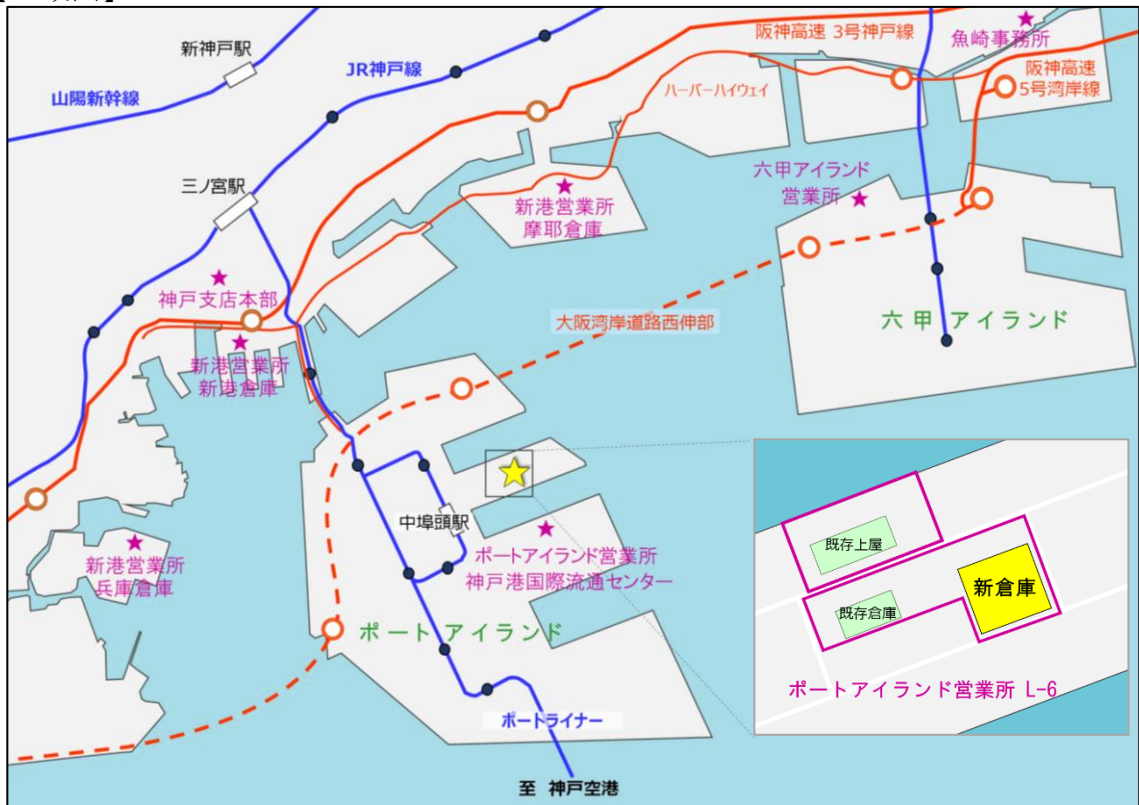 新神戸駅
山陽新幹線
JR神戸線
阪神高速 3号神戸線
魚崎事務所
阪神高速
5号湾岸線
ハーバーハイウェイ
三ノ宮駅
新港営業所
摩耶倉庫
六甲アイランド
営業所
神戸支店本部
新港営業所
新港倉庫
大阪湾岸道路西伸部
六甲アイランド
中埠頭駅
新港営業所
兵庫倉庫
ポートアイランド営業所
神戸港国際流通センター
ポートアイランド
ポートライナー
至 神戸空港
既存上屋
既存倉庫
新倉庫
ポートアイランド営業所 L-6